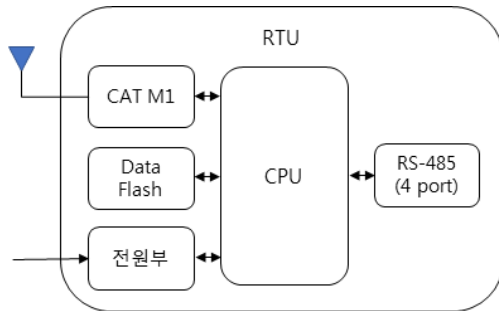 RTU
CAT M1
Data
Flash
전원부
CPU
RS-485
(4 port)